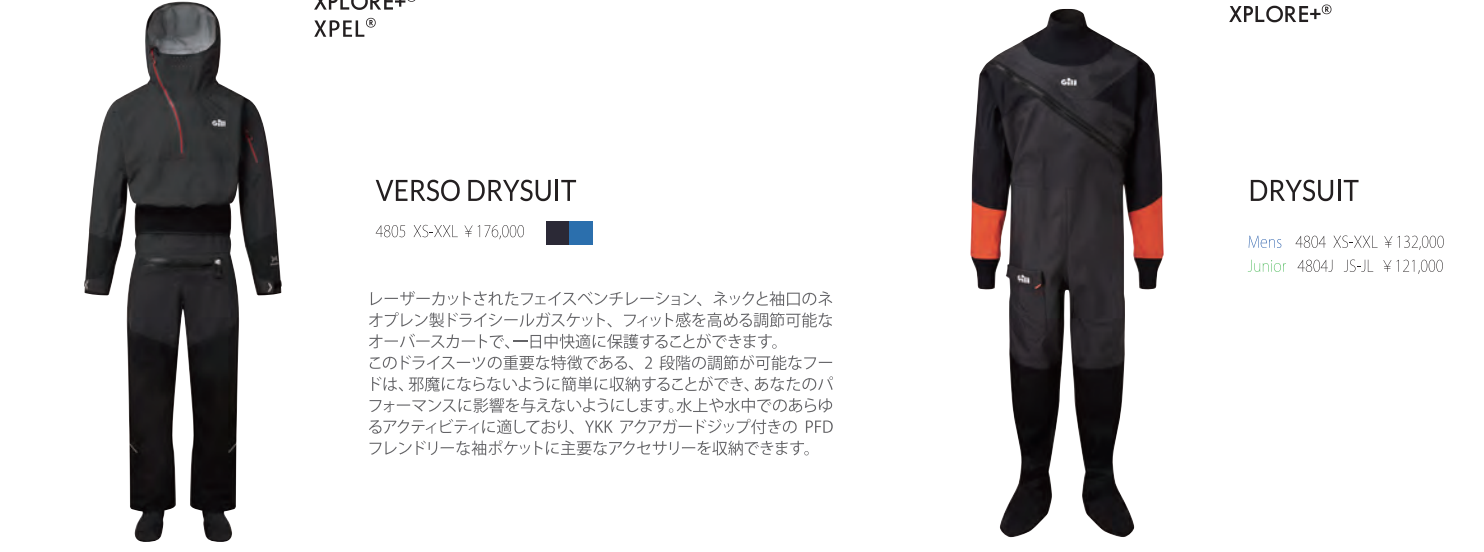 XPLORE+®
XPEL®
Gill
VERSO DRYSUIT
4805 XS-XXL ¥176,000
レーザーカットされたフェイスベンチレーション、ネックと袖口のネ
オプレン製ドライシールガスケット、フィット感を高める調節可能な
オーバースカートで、一日中快適に保護することができます。
このドライスーツの重要な特徴である、2 段階の調節が可能なフー
ドは、邪魔にならないように簡単に収納することができ、あなたのパ
フォーマンスに影響を与えないようにします。水上や水中でのあらゆ
るアクティビティに適しており、YKK アクアガードジップ付きの PFD
フレンドリーな袖ポケットに主要なアクセサリーを収納できます。
XPLORE+®
Gill
Gill
DRYSUIT
Mens 4804 XS-XXL ¥132,000
Junior 4804J JS-JL ¥121,000